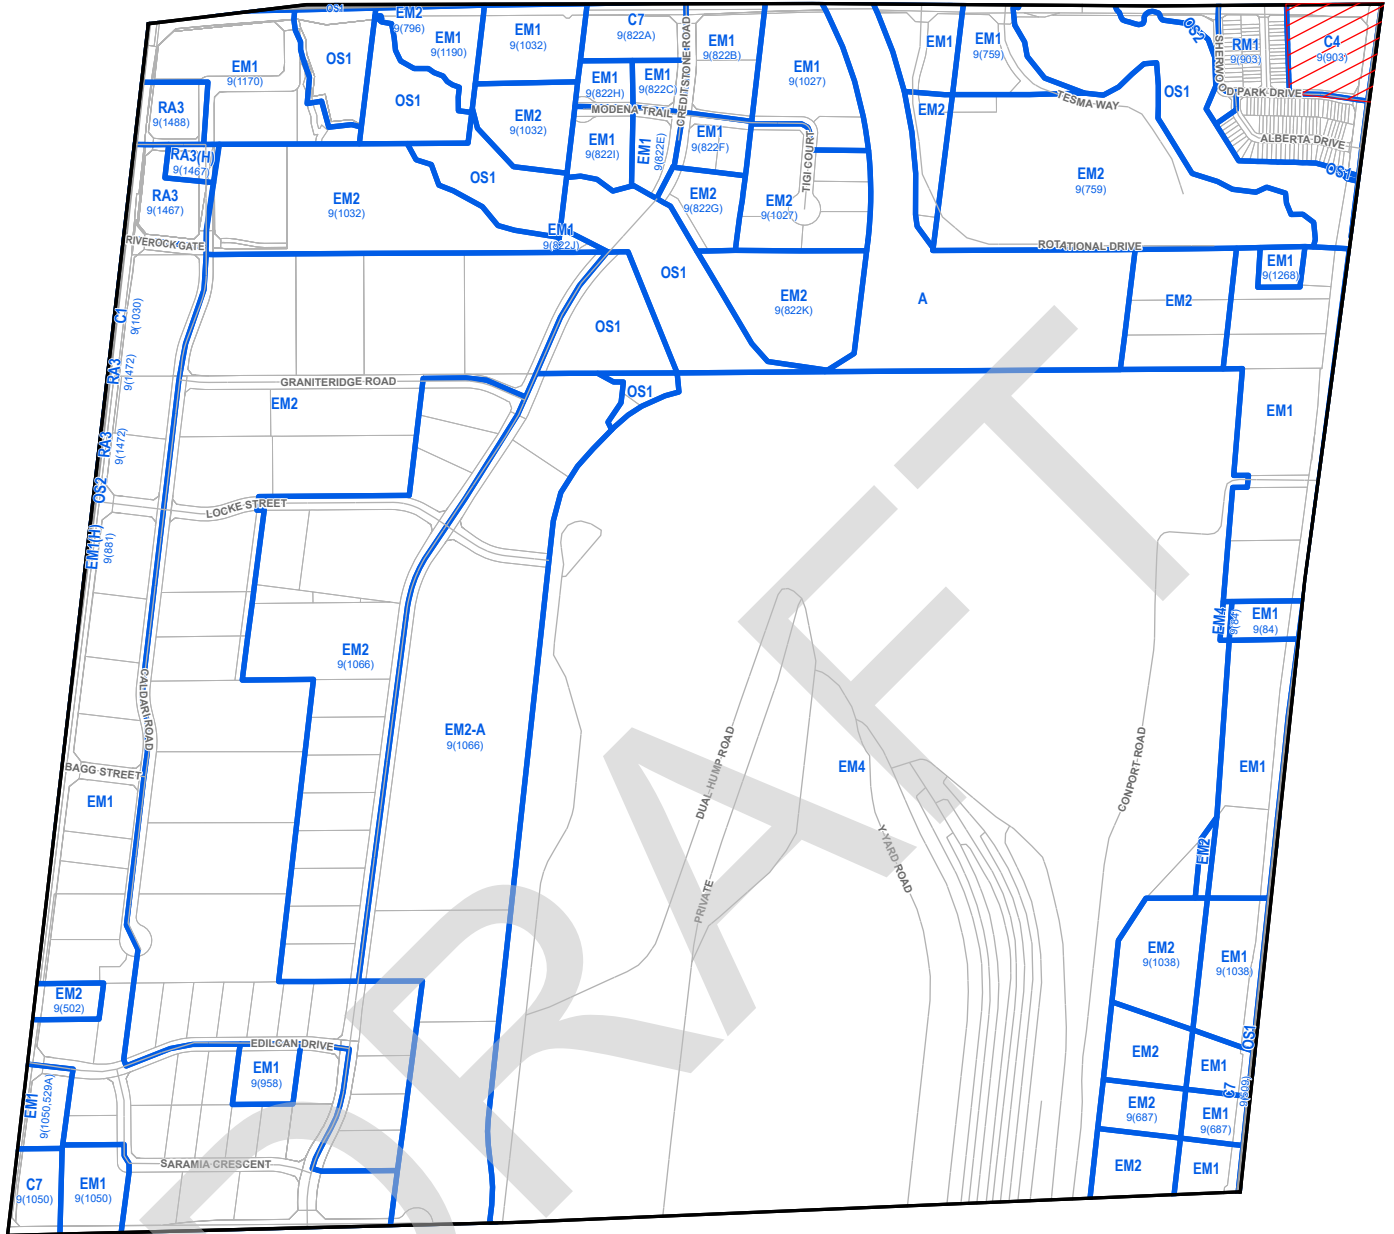 OS1
EM2
9(796)
EM1
9(1190)
EM1
9(1032)
C7
9(822A)
CREDITSTONE ROAD
EM1
9(822B)
EM1
9(1027)
EM1
EM1
9(759)
OS2
SHERWOOD PARK DRIVE
RM1
9(903)
C4
9(903)
EM1
9(1170)
OS1
OS1
EM1
9(822H)
EM1
9(822C)
MODENA TRAIL
TESMA WAY
OS1
RA3
9(1488)
EM2
9(1032)
EM1
9(822I)
EM1
9(822E)
EM1
9(822F)
EM2
ALBERTA DRIVE
OS1
RA3(H)
9(1467)
RA3
9(1467)
EM2
9(1032)
OS1
EM2
9(822G)
EM2
9(1027)
TIGI COURT
EM2
9(759)
EM1
9(822J)
RIVEROCK GATE
ROTATIONAL DRIVE
EM1
9(1268)
OS1
EM2
9(822K)
A
EM2
C1
9(1030)
OS1
RA3
9(1472)
GRANITERIDGE ROAD
EM2
OS1
EM1
RA3
9(1472)
OS2
LOCKE STREET
EM1(H)
9(881)
EM4
9(84)
EM1
9(84)
EM2
9(1066)
CALDARI ROAD
EM2-A
9(1066)
DUAL HUMP ROAD
EM4
CONPORT ROAD
EM1
BAGG STREET
EM1
Y-YARD ROAD
PRIVATE
EM2
EM2
9(1038)
EM1
9(1038)
EM2
9(502)
EDILCAN DRIVE
EM1
9(958)
OS1
EM2
EM1
C7
9(509)
EM1
9(1050,529A)
EM2
9(687)
EM1
9(687)
SARAMIA CRESCENT
C7
9(1050)
EM1
9(1050)
EM2
EM1
DRAFT